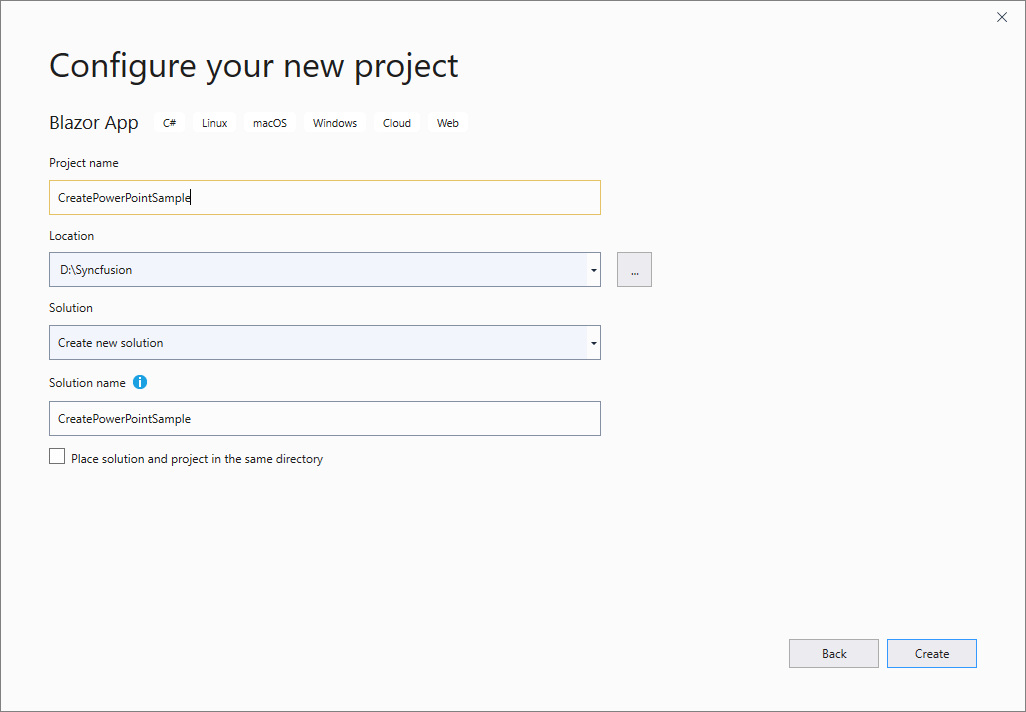 Configure your new project
Blazor App C# Linux macOS Windows Cloud Web
Project name
CreatePowerPointSample
Location
D:\Syncfusion
...
Solution
Create new solution
Solution name
CreatePowerPointSample
Place solution and project in the same directory
Back Create